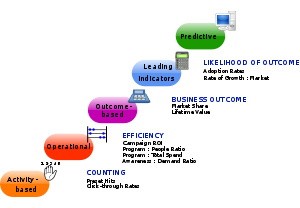 Predictive
LIKELIHOOD OF OUTCOME
Adoption Rates
Rate of Growth : Market
Leading
Indicators
BUSINESS OUTCOME
Market Share
Lifetime Value
Outcome-
based
EFFICIENCY
Campaign ROI
Program : People Ratio
Program : Total Spend
Awareness : Demand Ratio
Operational
COUNTING
Preset Hits
Click-through Rates
Activity -
based